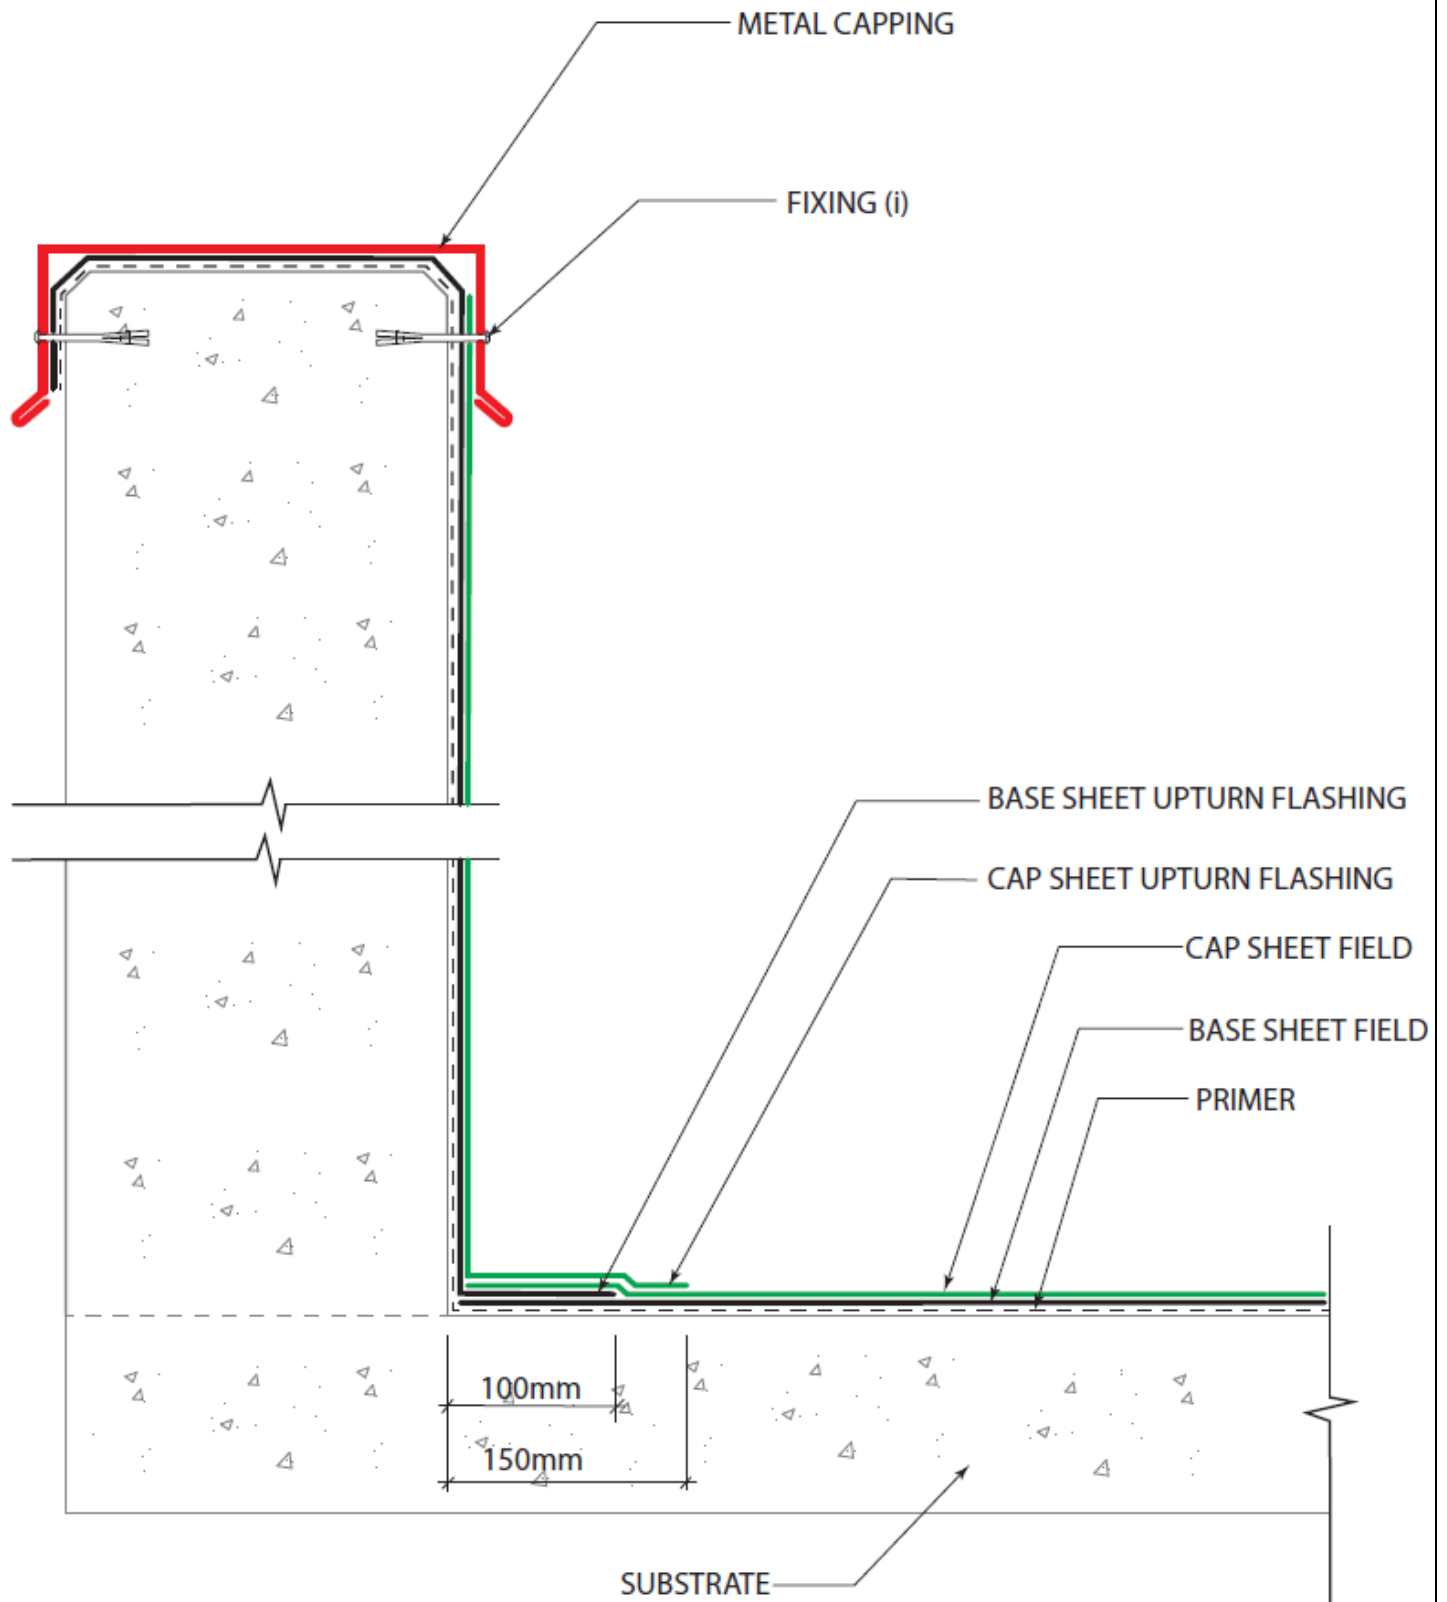 METAL CAPPING
FIXING (i)
BASE SHEET UPTURN FLASHING
CAP SHEET UPTURN FLASHING
CAP SHEET FIELD
BASE SHEET FIELD
PRIMER
100mm
150mm
SUBSTRATE